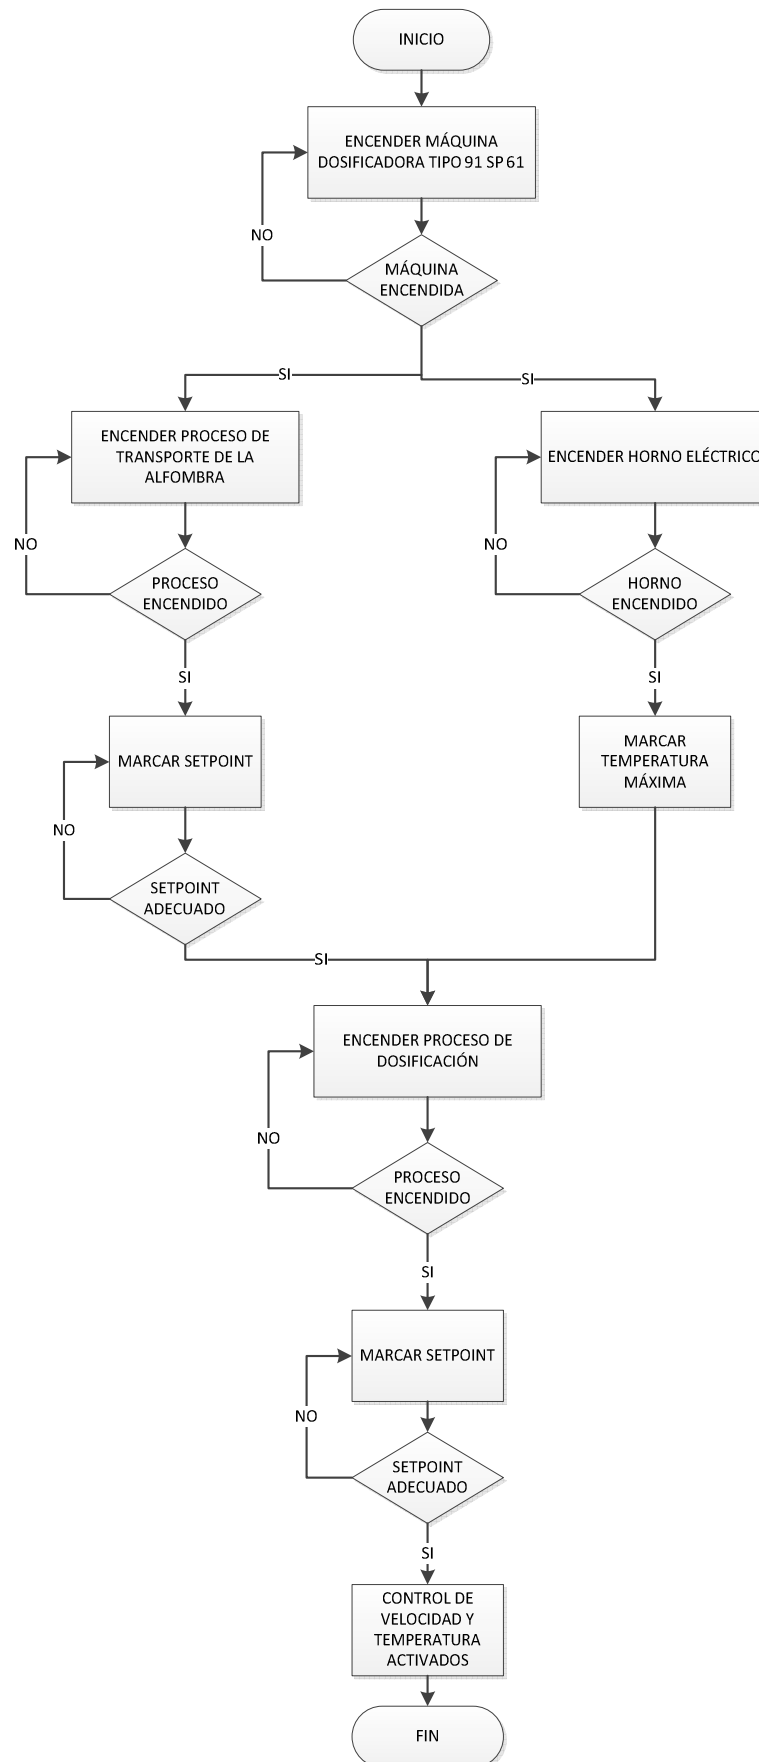 INICIO
ENCENDER MÁQUINA
DOSIFICADORA TIPO 91 SP 61
NO
MÁQUINA
ENCENDIDA
SI
SI
ENCENDER PROCESO DE
TRANSPORTE DE LA
ALFOMBRA
ENCENDER HORNO ELÉCTRICO
NO
NO
PROCESO
ENCENDIDO
HORNO
ENCENDIDO
SI
SI
MARCAR SETPOINT
MARCAR
TEMPERATURA
MÁXIMA
NO
SETPOINT
ADECUADO
SI
ENCENDER PROCESO DE
DOSIFICACIÓN
NO
PROCESO
ENCENDIDO
SI
MARCAR SETPOINT
NO
SETPOINT
ADECUADO
SI
CONTROL DE
VELOCIDAD Y
TEMPERATURA
ACTIVADOS
FIN